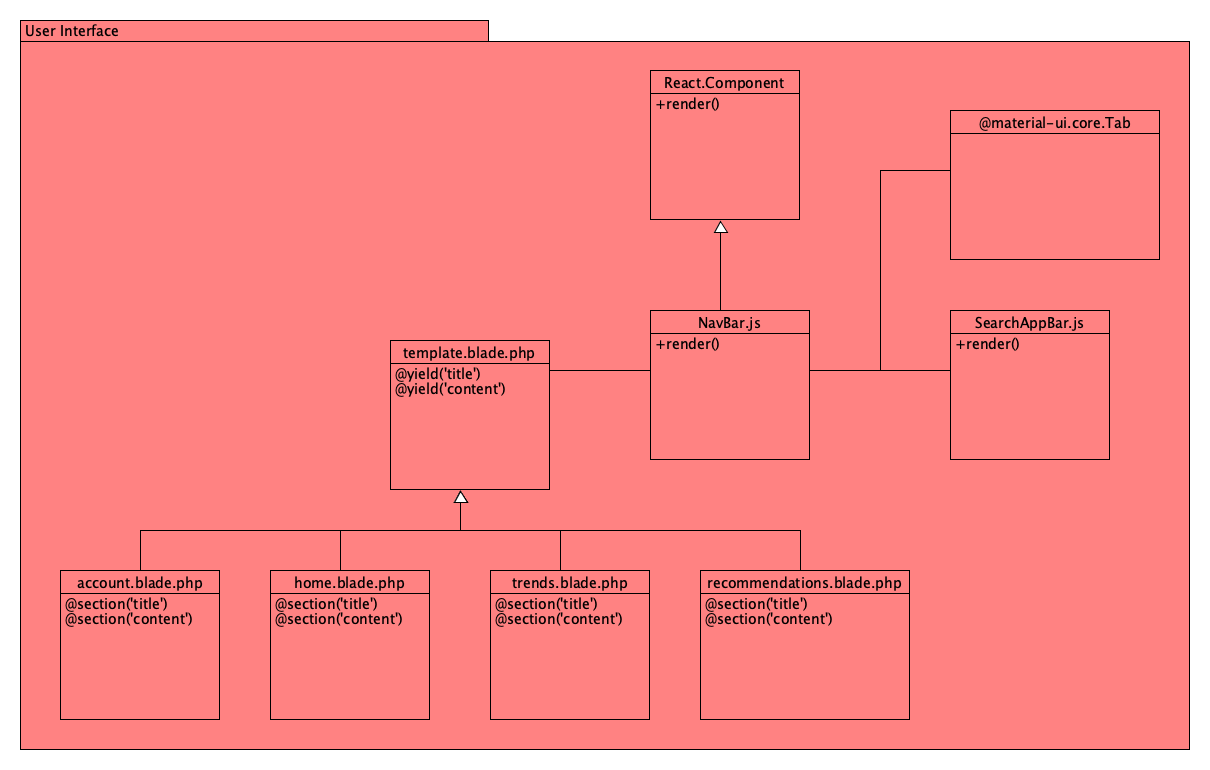 User Interface
React.Component
+render()
@material-ui.core.Tab
NavBar.js
+render()
SearchAppBar.js
+render()
template.blade.php
@yield('title')
@yield('content')
account.blade.php
@section('title')
@section('content')
home.blade.php
@section('title')
@section('content')
trends.blade.php
@section('title')
@section('content')
recommendations.blade.php
@section('title')
@section('content')